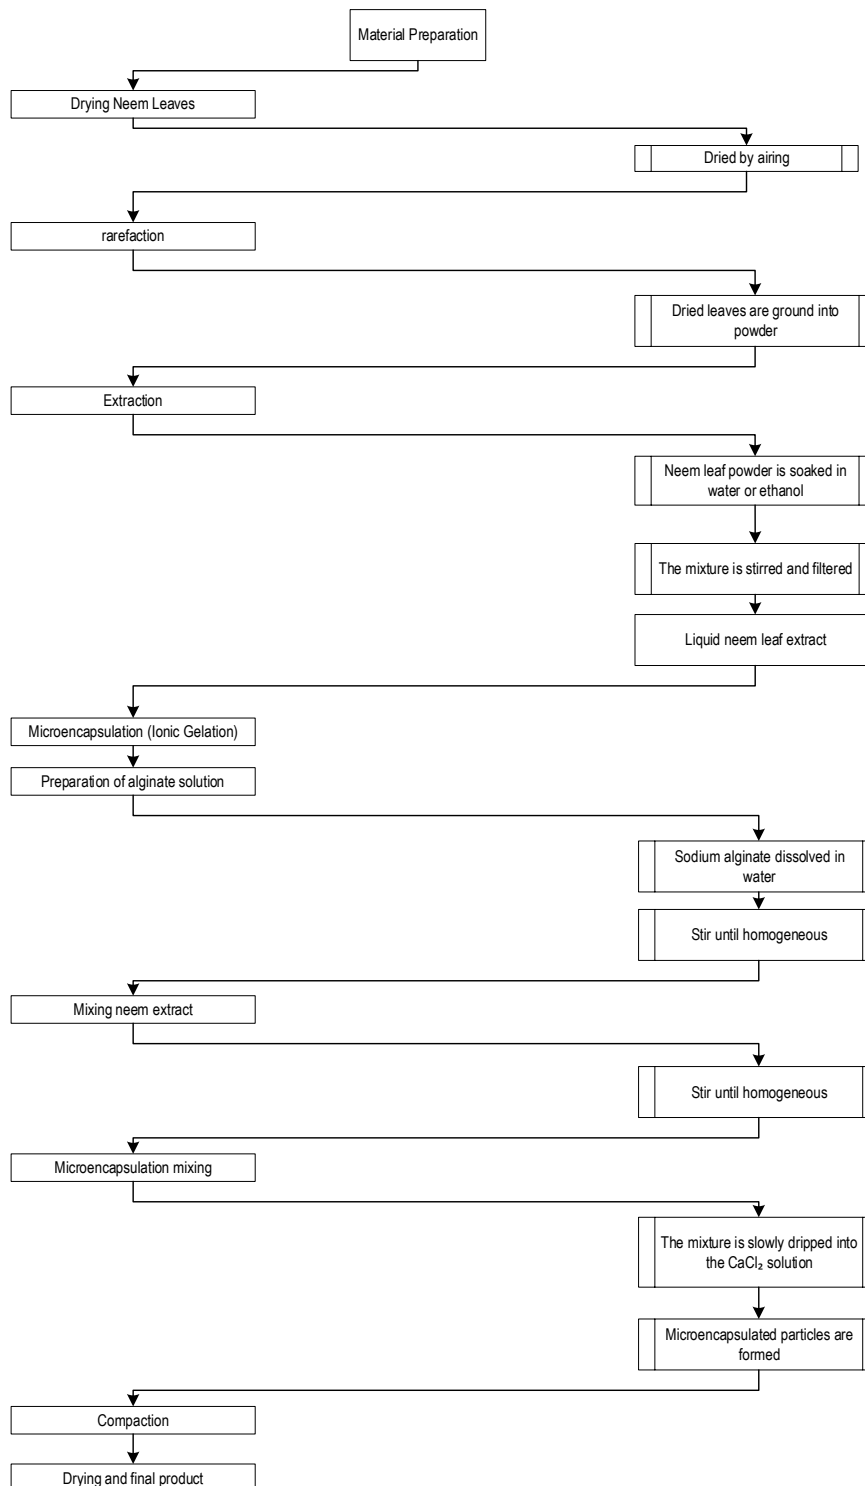 Material Preparation
Drying Neem Leaves
Dried by airing
rarefaction
Dried leaves are ground into
powder
Extraction
Neem leaf powder is soaked in
water or ethanol
The mixture is stirred and filtered
Liquid neem leaf extract
Microencapsulation (Ionic Gelation)
Preparation of alginate solution
Sodium alginate dissolved in
water
Stir until homogeneous
Mixing neem extract
Stir until homogeneous
Microencapsulation mixing
The mixture is slowly dripped into
the CaCl₂ solution
Microencapsulated particles are
formed
Compaction
Drying and final product